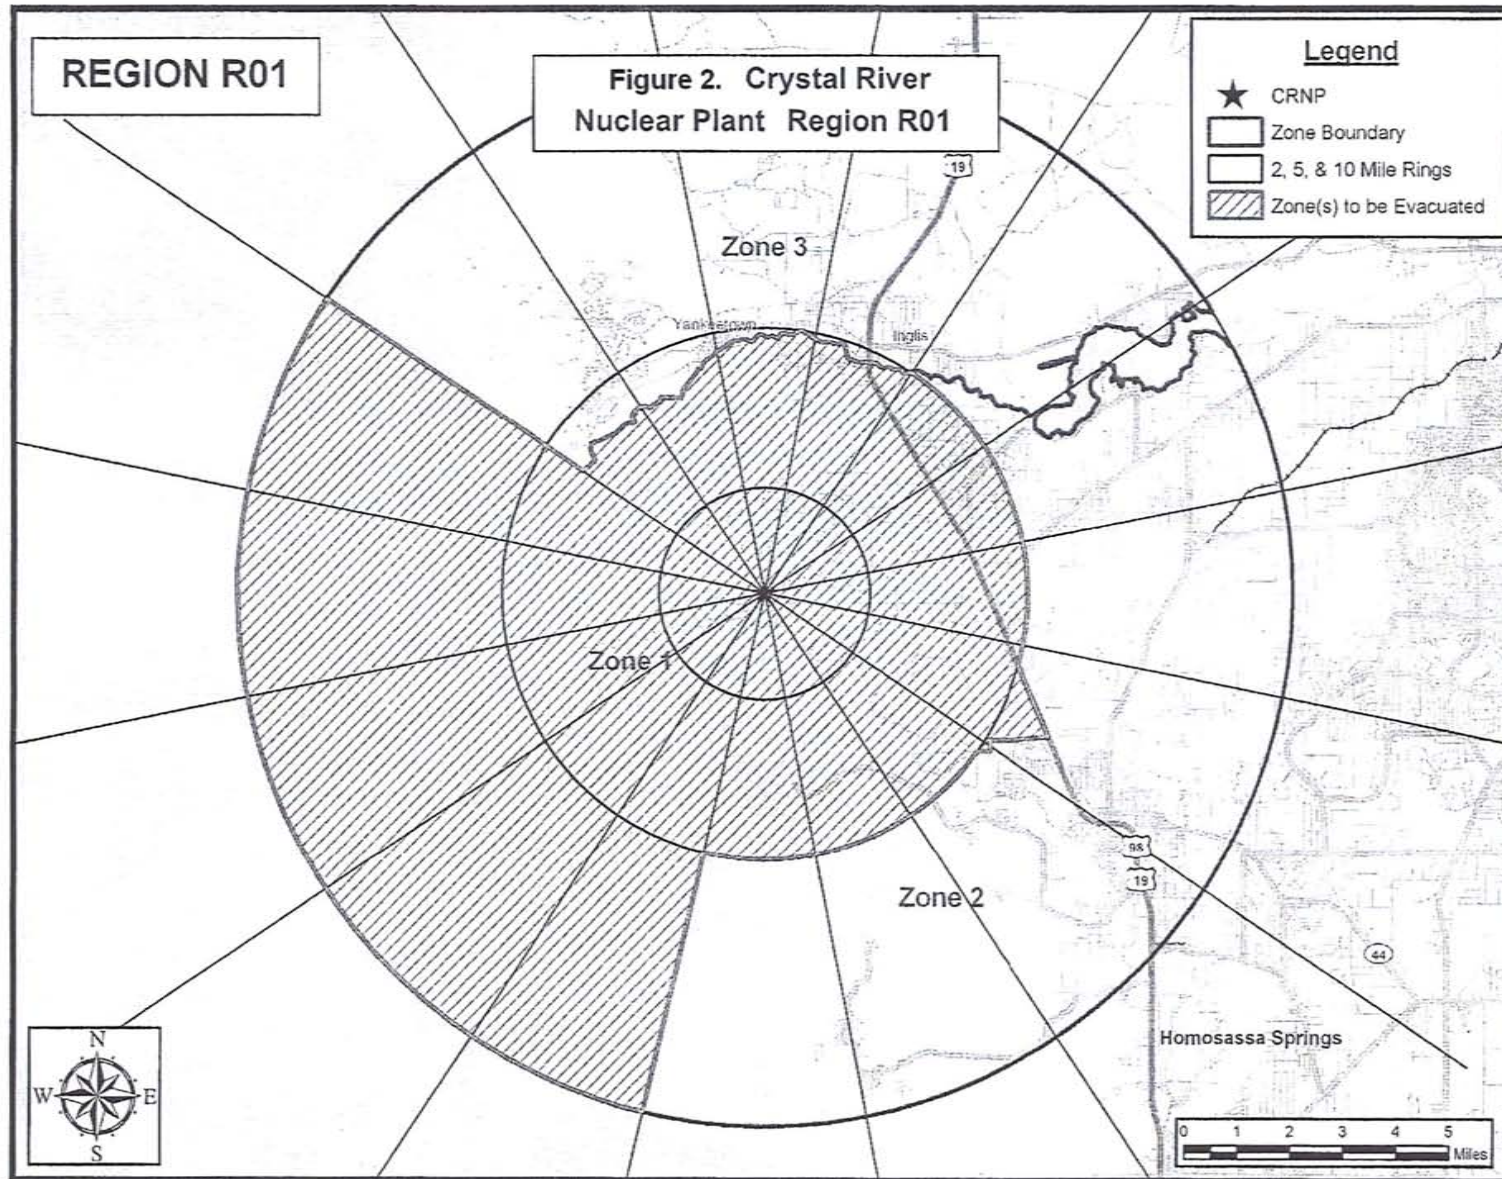 REGION R01
Figure 2. Crystal River
Nuclear Plant Region R01
Legend
CRNP
Zone Boundary
2, 5, & 10 Mile Rings
Zone(s) to be Evacuated
19
Zone 3
Yankeetown
Inglis
Zone 1
98
19
Zone 2
44
Homosassa Springs
N
W E
S
0 1 2 3 4 5
Miles